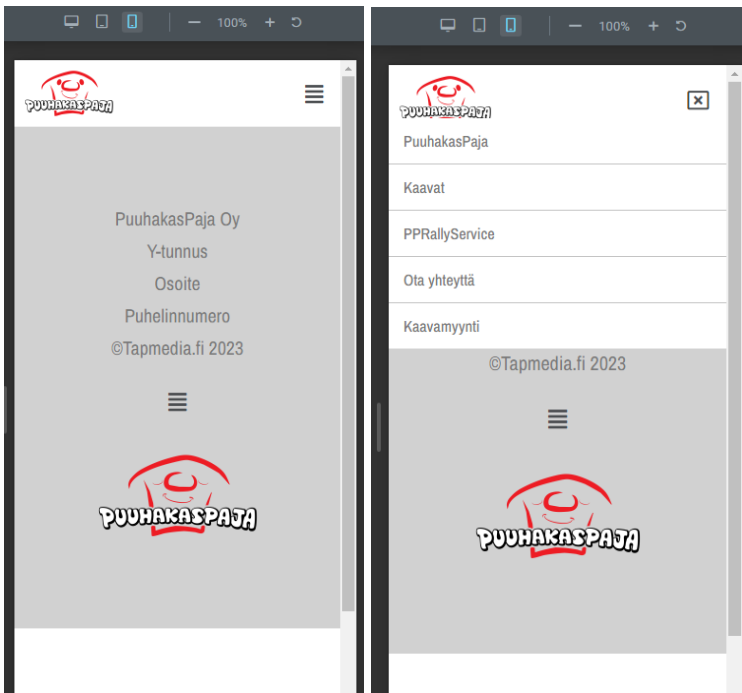 100%
PUUHAKASPAJA
PuuhakasPaja Oy
Y-tunnus
Osoite
Puhelinnumero
©Tapmedia.fi 2023
PUUHAKASPAJA
100%
PUUHAKASPAJA
PuuhakasPaja
Kaavat
PPRallyService
Ota yhteyttä
Kaavamyynti
©Tapmedia.fi 2023
PUUHAKASPAJA